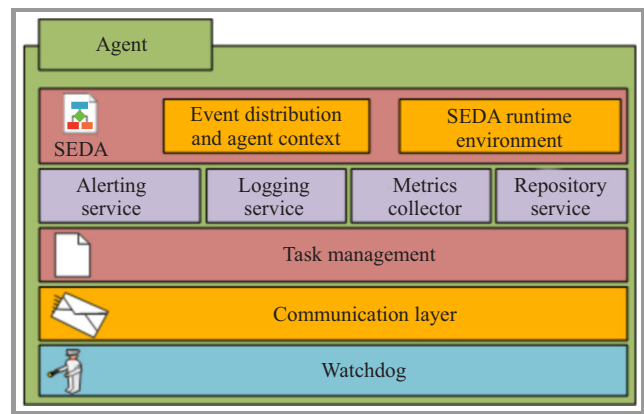 Agent
SEDA
Event distribution
and agent context
SEDA runtime
environment
Alerting
service
Logging
service
Metrics
collector
Repository
service
Task management
Communication layer
Watchdog